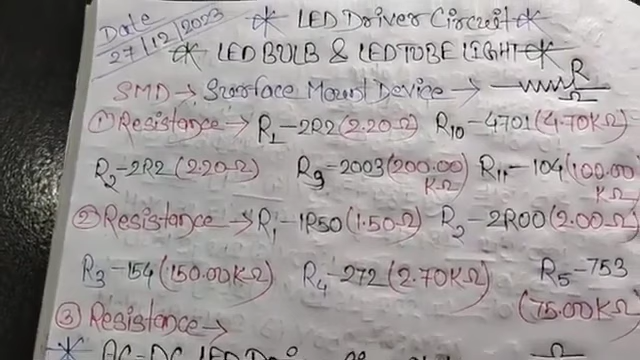 Date
27/12/2023
* LED Driver Circuit *
* LED BULB & LED TUBE LIGHT *
SMD → Surface Mount Device → R
Ω
① Resistance → R1 - 2R2 (2.20Ω) R10 - 4701 (4.70KΩ)
R2 - 2R2 (2.20Ω) R9 - 2003 (200.00 KΩ) R11 - 104 (100.00 KΩ
② Resistance → R1 - 1R50 (1.50Ω) R2 - 2R00 (2.00Ω)
R3 - 154 (150.00KΩ) R4 - 272 (2.70KΩ) R5 - 753
(75.00KΩ)
③ Resistance →
* AC-DC LED